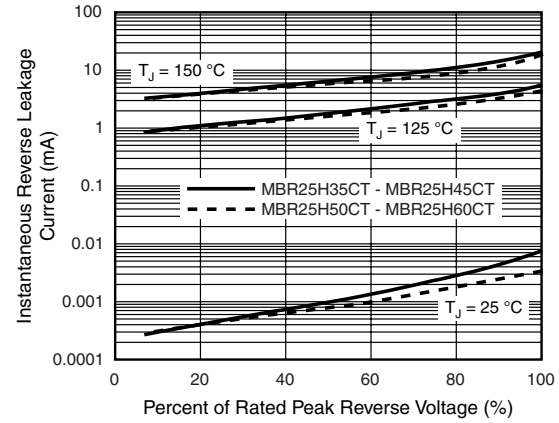 100
10
1
0.1
0.01
0.001
0.0001
Instantaneous Reverse Leakage
Current (mA)
T_J = 150 °C
T_J = 125 °C
MBR25H35CT - MBR25H45CT
MBR25H50CT - MBR25H60CT
T_J = 25 °C
0 20 40 60 80 100
Percent of Rated Peak Reverse Voltage (%)